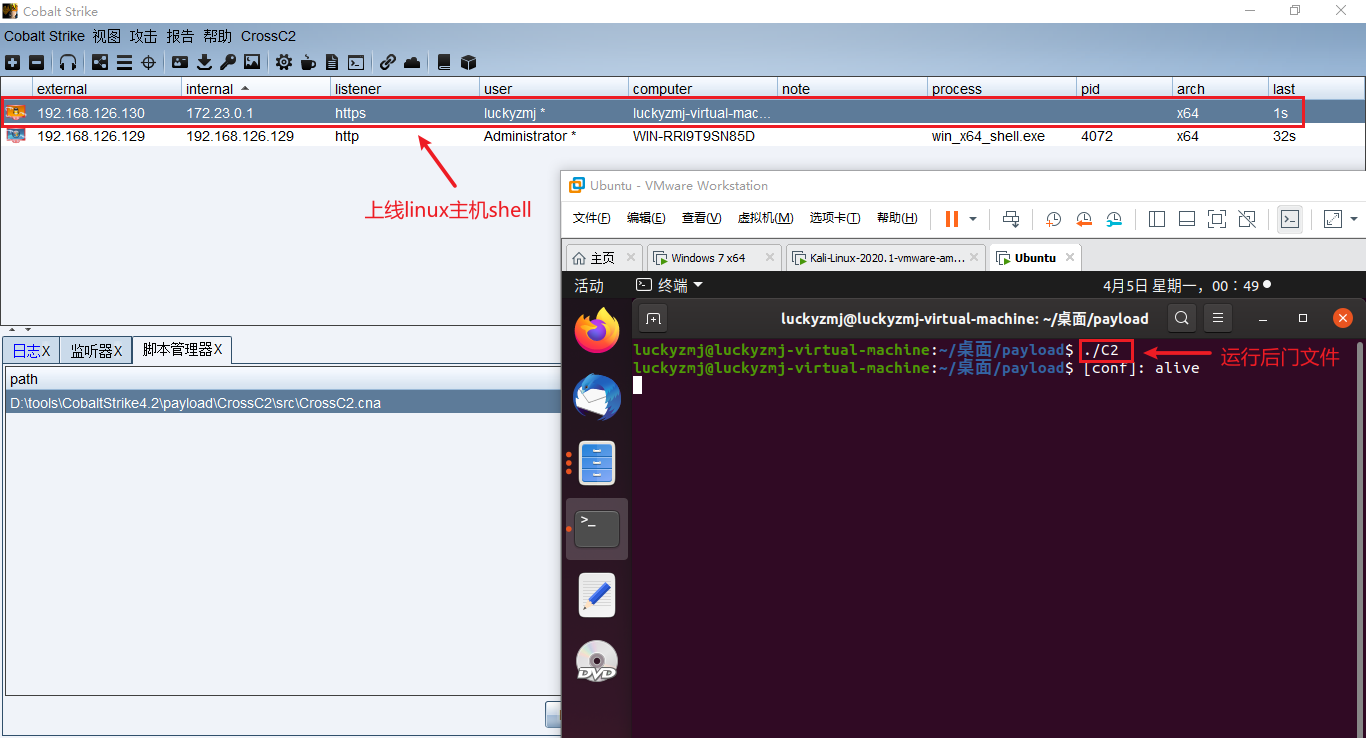 Cobalt Strike
Cobalt Strike 视图 攻击 报告 帮助 CrossC2
external internal listener user computer note process pid arch last
192.168.126.130 172.23.0.1 https luckyzmj * luckyzmj-virtual-mac... x64 1s
192.168.126.129 192.168.126.129 http Administrator * WIN-RRI9T9SN85D win_x64_shell.exe 4072 x64 32s
上线linux主机shell
日志X 监听器X 脚本管理器X
path
D:\tools\CobaltStrike4.2\payload\CrossC2\src\CrossC2.cna
Ubuntu - VMware Workstation
文件(F) 编辑(E) 查看(V) 虚拟机(M) 选项卡(T) 帮助(H)
主页 Windows 7 x64 Kali-Linux-2020.1-vmware-am... Ubuntu
活动 终端 4月5日 星期一，00：49
luckyzmj@luckyzmj-virtual-machine: ~/桌面/payload
luckyzmj@luckyzmj-virtual-machine:~/桌面/payload$ ./C2
luckyzmj@luckyzmj-virtual-machine:~/桌面/payload$ [conf]: alive
运行后门文件
>_
DVD